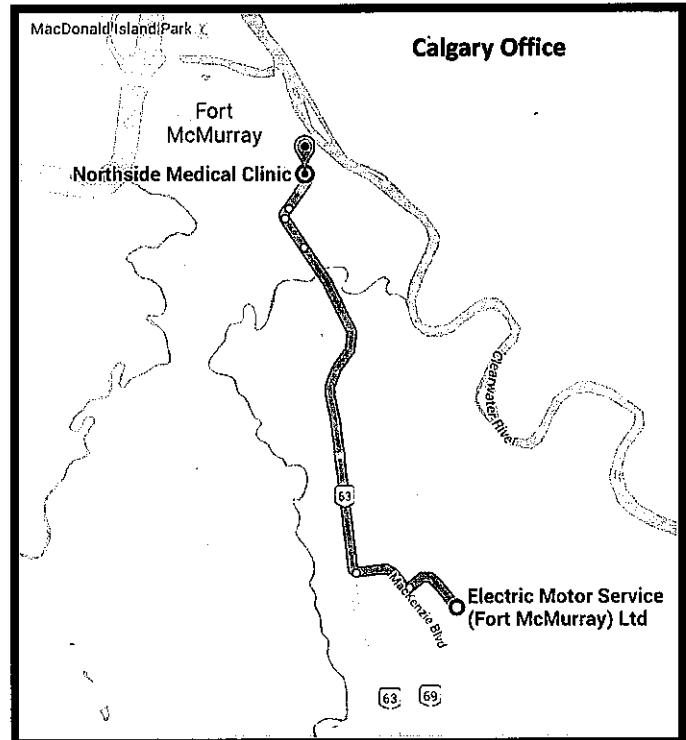 MacDonald Island Park
Calgary Office
Fort
McMurray
Northside Medical Clinic
Clearwater River
63
Mackenzie Blvd
Electric Motor Service
(Fort McMurray) Ltd
63
69